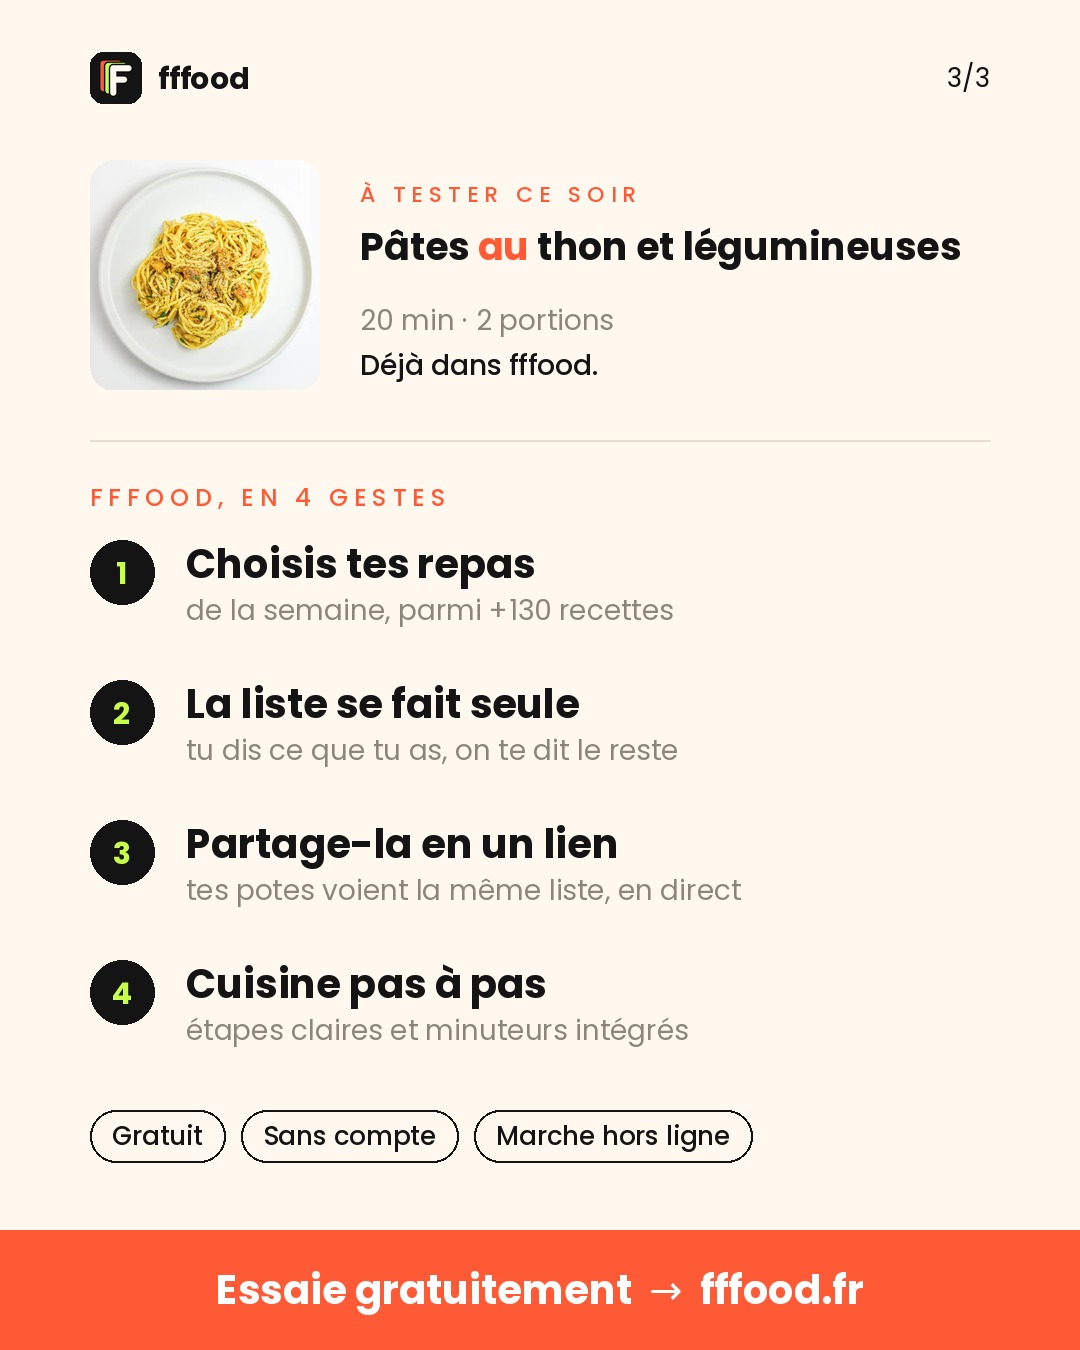 fffood
3/3
À TESTER CE SOIR
Pâtes au thon et légumineuses
20 min · 2 portions
Déjà dans fffood.
FFFOOD, EN 4 GESTES
1 Choisis tes repas
de la semaine, parmi +130 recettes
2 La liste se fait seule
tu dis ce que tu as, on te dit le reste
3 Partage-la en un lien
tes potes voient la même liste, en direct
4 Cuisine pas à pas
étapes claires et minuteurs intégrés
Gratuit Sans compte Marche hors ligne
Essaie gratuitement → fffood.fr